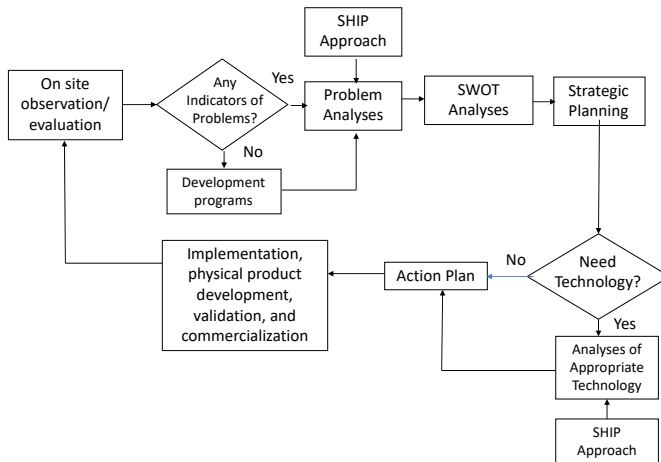 SHIP
Approach
On site
observation/
evaluation
Any
Indicators of
Problems?
Yes
Problem
Analyses
SWOT
Analyses
Strategic
Planning
No
Development
programs
Implementation,
physical product
development,
validation, and
commercialization
Action Plan
No
Need
Technology?
Yes
Analyses of
Appropriate
Technology
SHIP
Approach